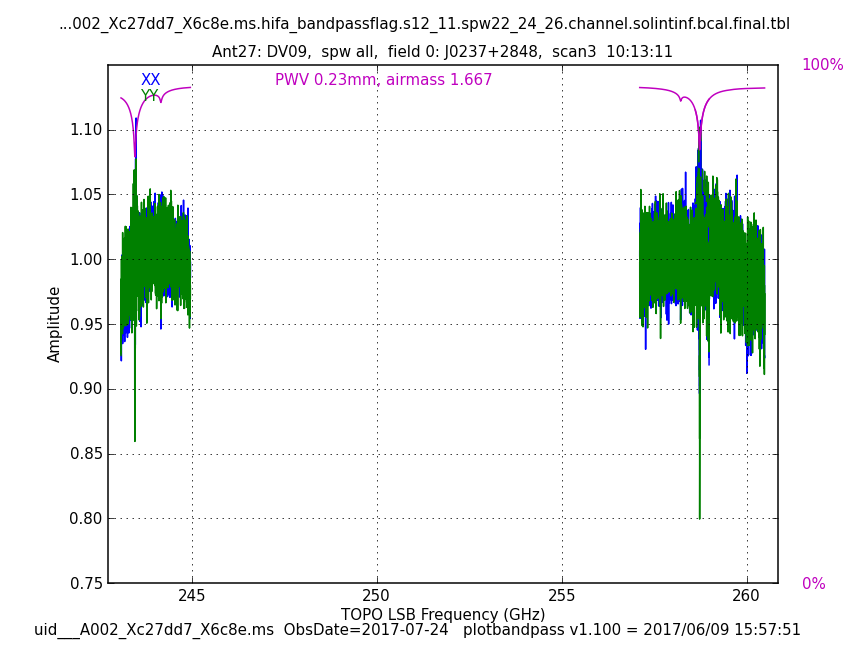 ...002_Xc27dd7_X6c8e.ms.hifa_bandpassflag.s12_11.spw22_24_26.channel.solintinf.bcal.final.tbl
Ant27: DV09,  spw all,  field 0: J0237+2848,  scan3  10:13:11
100%
XX
PWV 0.23mm, airmass 1.667
YY
1.10
1.05
1.00
0.95
0.90
0.85
0.80
0.75
Amplitude
0%
245 250 255 260
TOPO LSB Frequency (GHz)
uid___A002_Xc27dd7_X6c8e.ms  ObsDate=2017-07-24   plotbandpass v1.100 = 2017/06/09 15:57:51